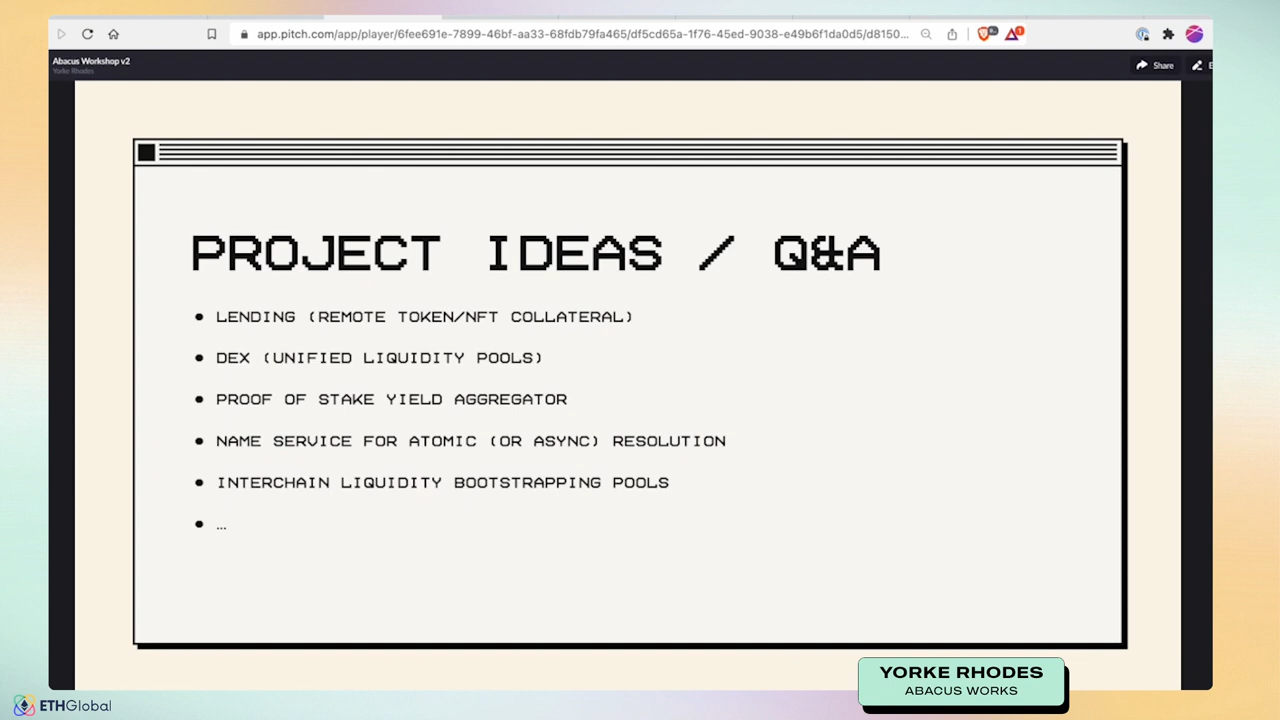 app.pitch.com/app/player/6fee691e-7899-46bf-aa33-68fdb79fa465/df5cd65a-1f76-45ed-9038-e49b6f1da0d5/d8150...
Abacus Workshop v2
Yorke Rhodes
Share
PROJECT IDEAS / Q&A
• LENDING (REMOTE TOKEN/NFT COLLATERAL)
• DEX (UNIFIED LIQUIDITY POOLS)
• PROOF OF STAKE YIELD AGGREGATOR
• NAME SERVICE FOR ATOMIC (OR ASYNC) RESOLUTION
• INTERCHAIN LIQUIDITY BOOTSTRAPPING POOLS
• ...
YORKE RHODES
ABACUS WORKS
ETHGlobal